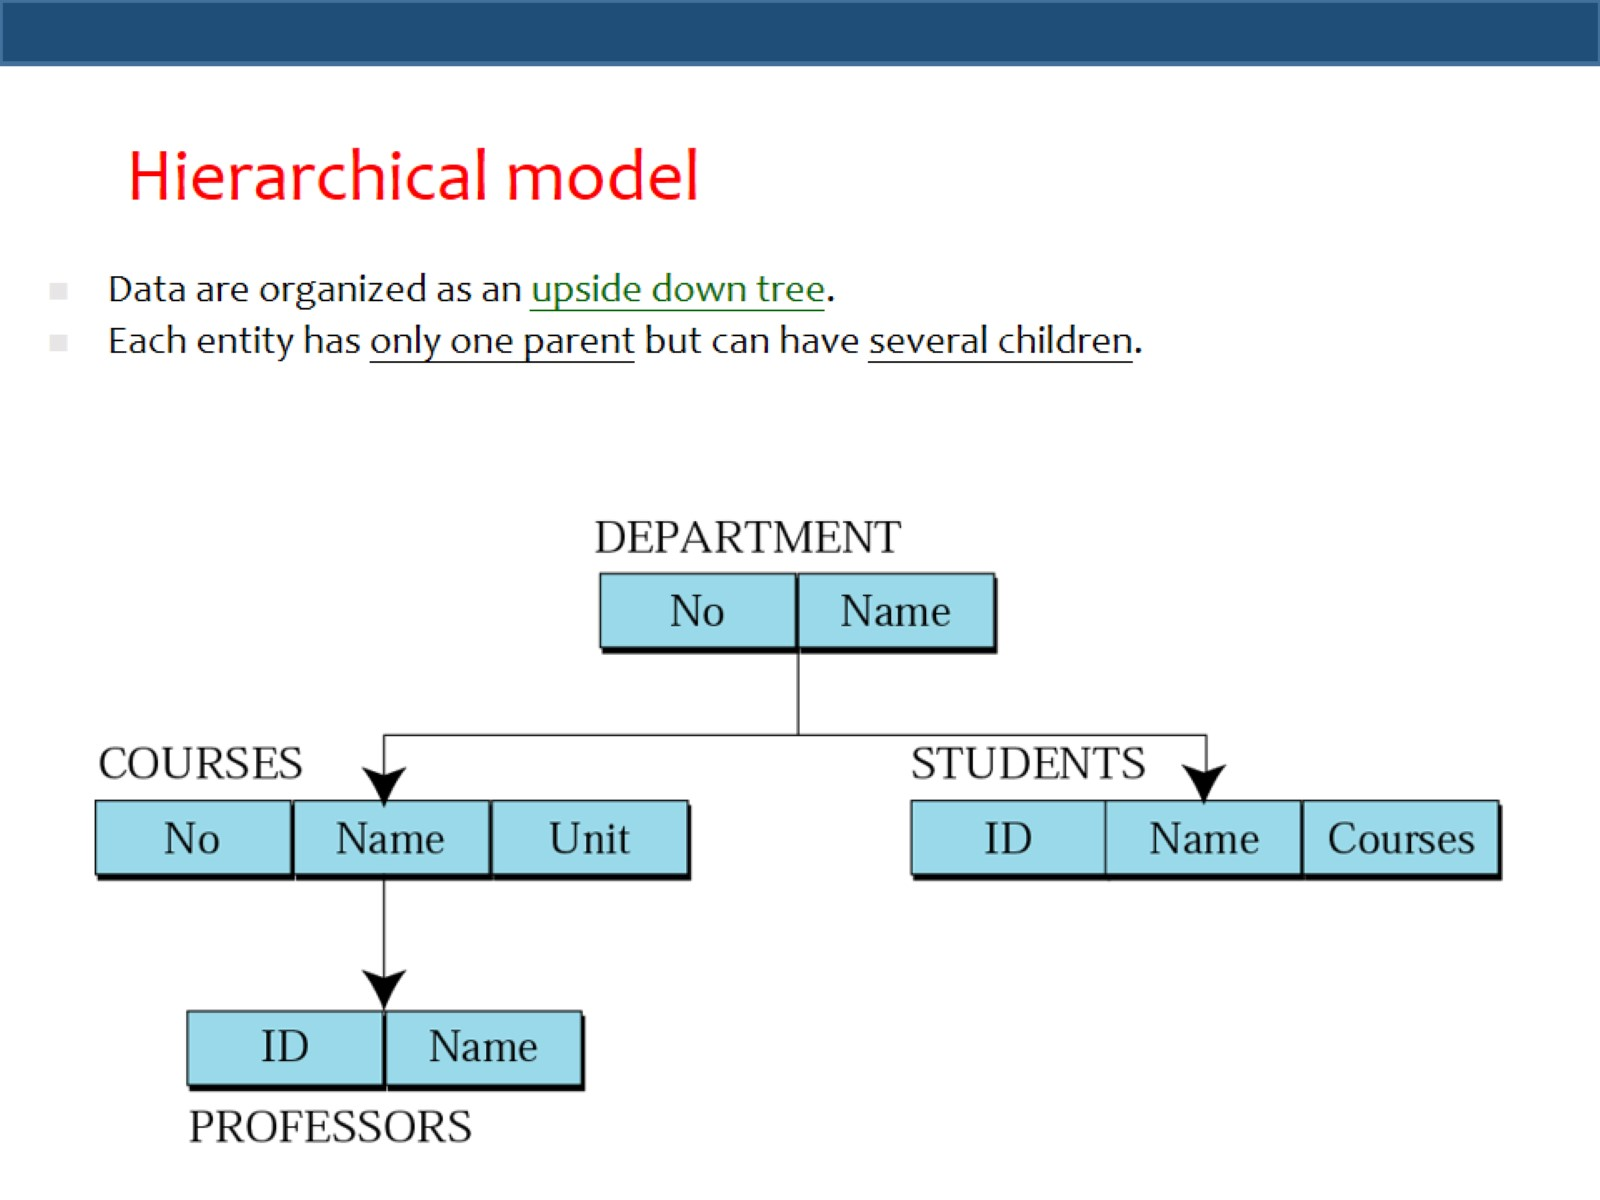 Hierarchical model
Data are organized as an upside down tree.
Each entity has only one parent but can have several children.
DEPARTMENT
No Name
COURSES
No Name Unit
STUDENTS
ID Name Courses
ID Name
PROFESSORS